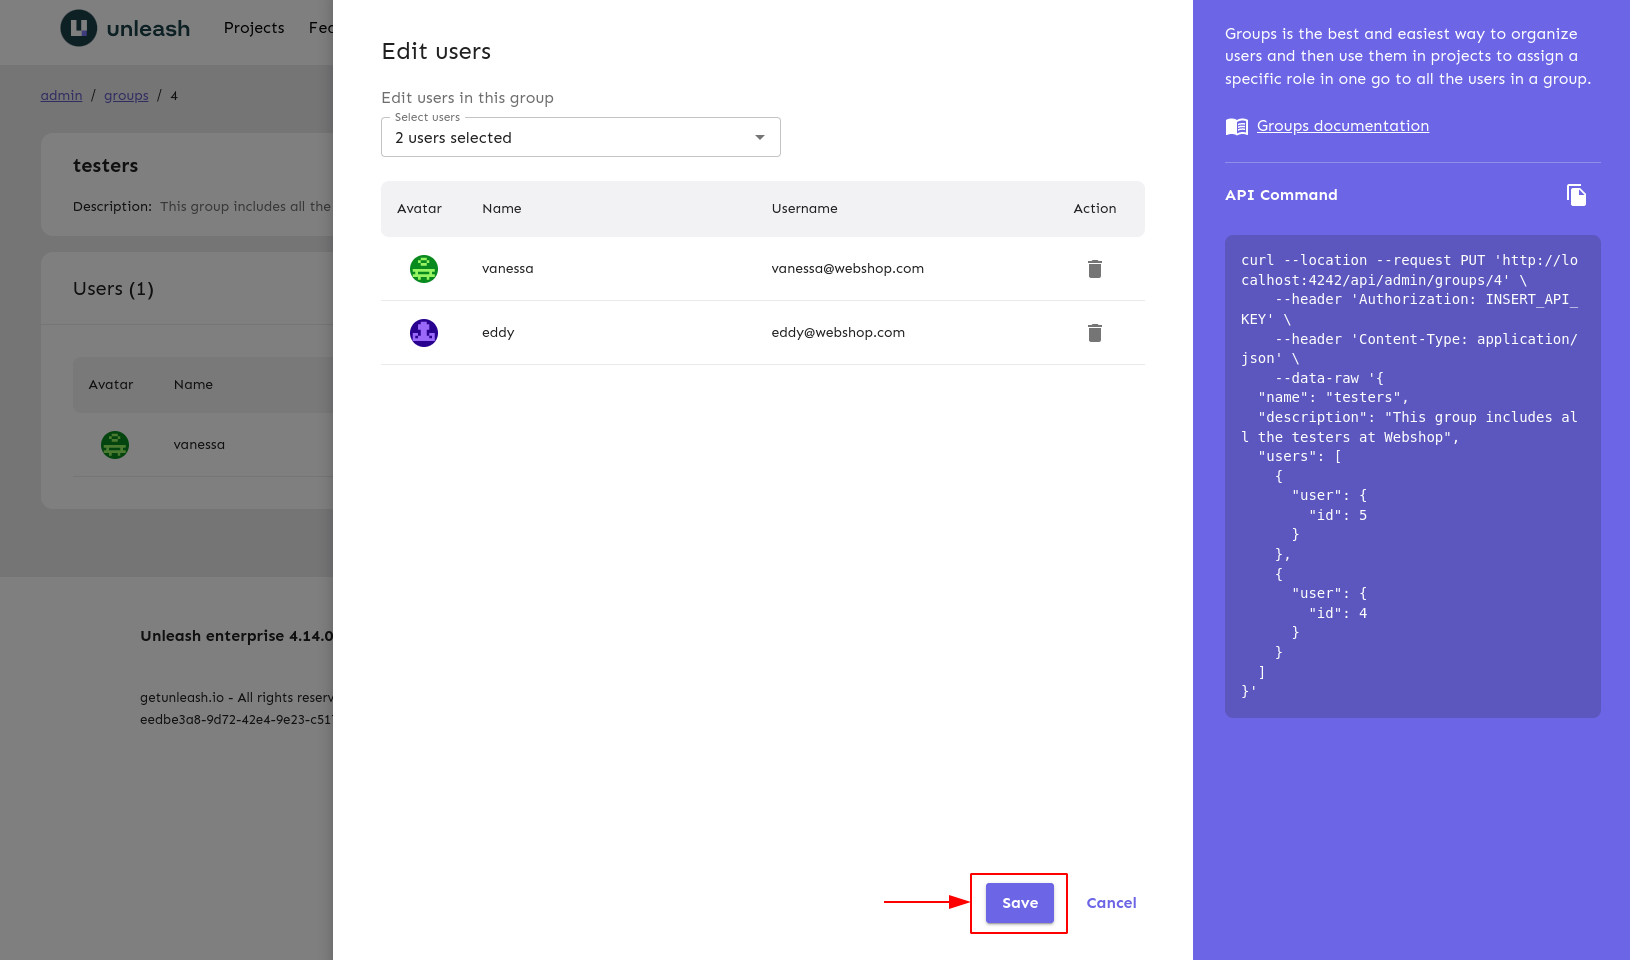 unleash
Projects
admin / groups / 4
testers
Description: This group includes all the
Users (1)
Avatar Name
vanessa
Unleash enterprise 4.14.0
getunleash.io - All rights reserv
eedbe3a8-9d72-42e4-9e23-c51
Edit users
Edit users in this group
Select users
2 users selected
Avatar Name Username Action
vanessa vanessa@webshop.com
eddy eddy@webshop.com
Save Cancel
Groups is the best and easiest way to organize
users and then use them in projects to assign a
specific role in one go to all the users in a group.
Groups documentation
API Command
curl --location --request PUT 'http://lo
calhost:4242/api/admin/groups/4' \
    --header 'Authorization: INSERT_API_
KEY' \
    --header 'Content-Type: application/
json' \
    --data-raw '{
  "name": "testers",
  "description": "This group includes al
l the testers at Webshop",
  "users": [
    {
      "user": {
        "id": 5
      }
    },
    {
      "user": {
        "id": 4
      }
    }
  ]
}'